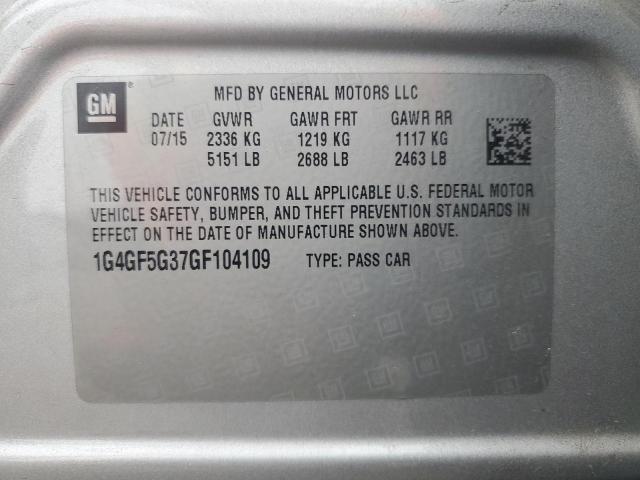 GM
MFD BY GENERAL MOTORS LLC
DATE GVWR GAWR FRT GAWR RR
07/15 2336 KG 1219 KG 1117 KG
5151 LB 2688 LB 2463 LB
THIS VEHICLE CONFORMS TO ALL APPLICABLE U.S. FEDERAL MOTOR
VEHICLE SAFETY, BUMPER, AND THEFT PREVENTION STANDARDS IN
EFFECT ON THE DATE OF MANUFACTURE SHOWN ABOVE.
1G4GF5G37GF104109 TYPE: PASS CAR